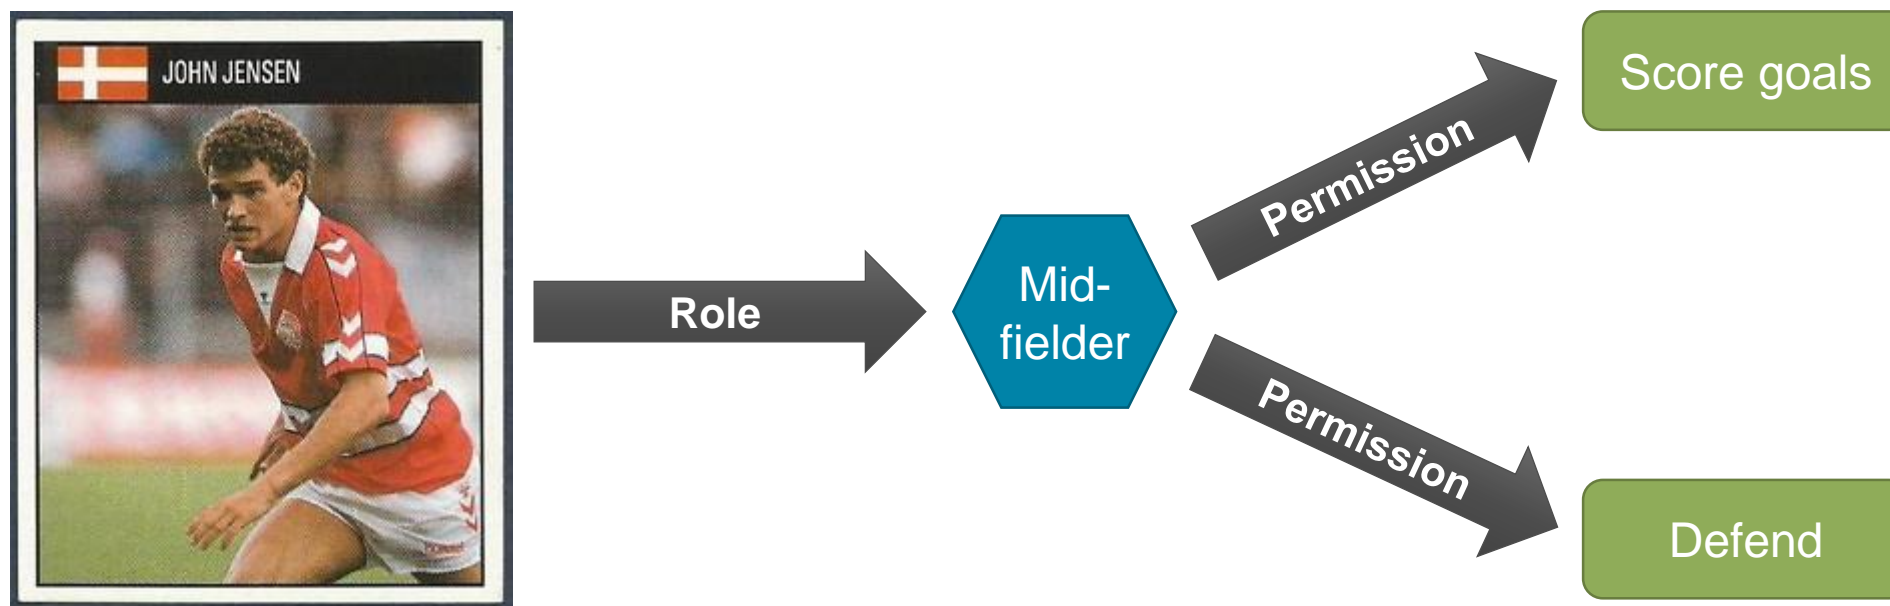 JOHN JENSEN
Role
Mid-
fielder
Permission
Permission
Score goals
Defend